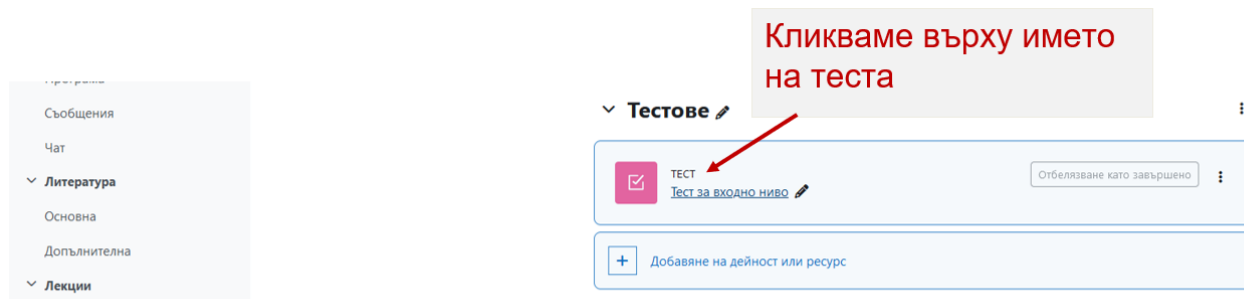 Кликваме върху името
на теста
Програма
Съобщения
Чат
Литература
Основна
Допълнителна
Лекции
Тестове
ТЕСТ
Тест за входно ниво
Отбелязване като завършено
Добавяне на дейност или ресурс